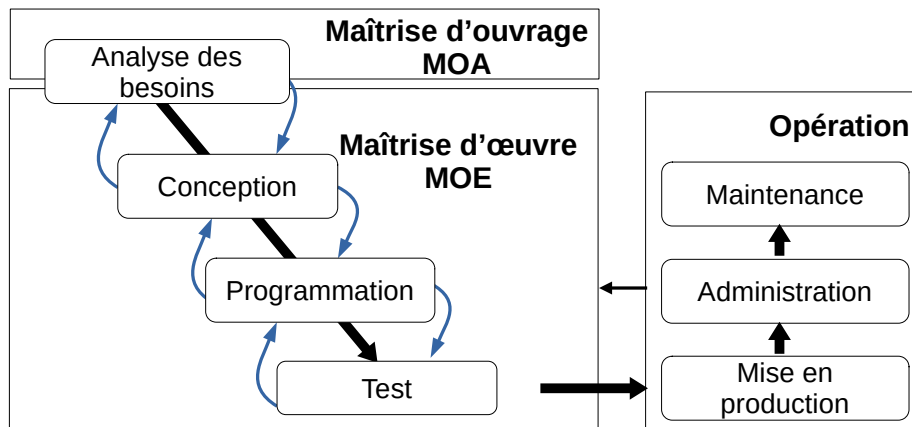 Maîtrise d'ouvrage
MOA
Analyse des
besoins
Maîtrise d'œuvre
MOE
Conception
Programmation
Test
Opération
Maintenance
Administration
Mise en
production